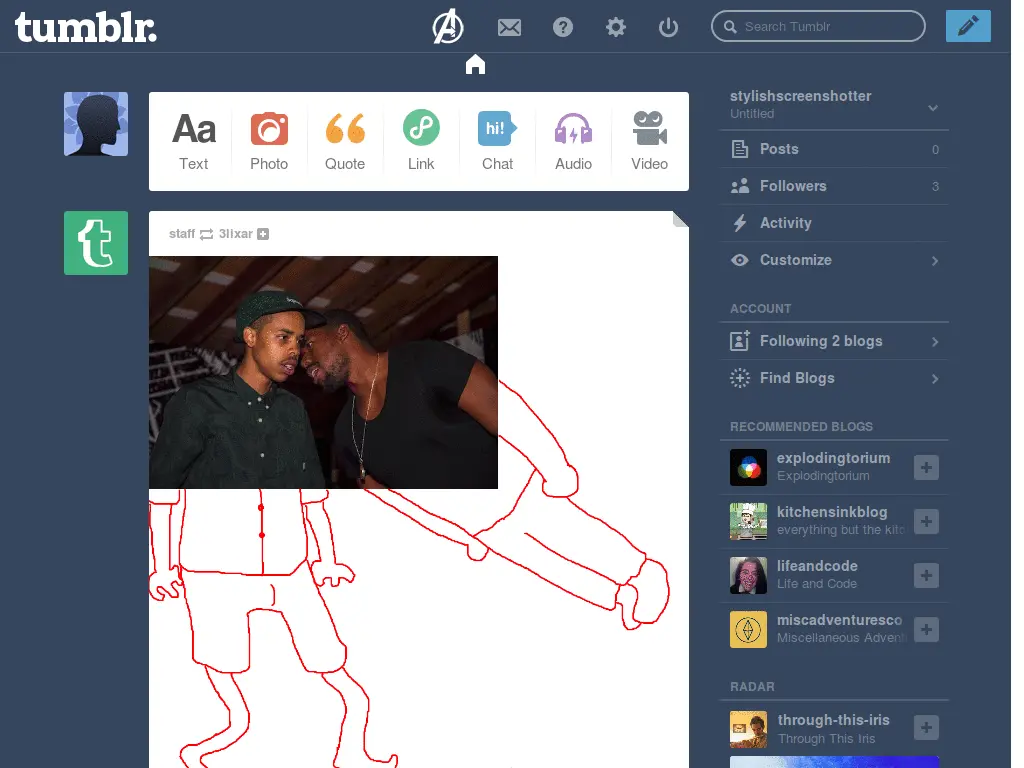 tumblr.
Search Tumblr
Aa
hi!
Text
Photo
Quote
Link
Chat
Audio
Video
staff 3lixar
stylishscreenshotter
Untitled
Posts 0
Followers 3
Activity
Customize
ACCOUNT
Following 2 blogs
Find Blogs
RECOMMENDED BLOGS
explodingtorium
Explodingtorium
kitchensinkblog
everything but the kitc
lifeandcode
Life and Code
miscadventuresco
Miscellaneous Advent
RADAR
through-this-iris
Through This Iris